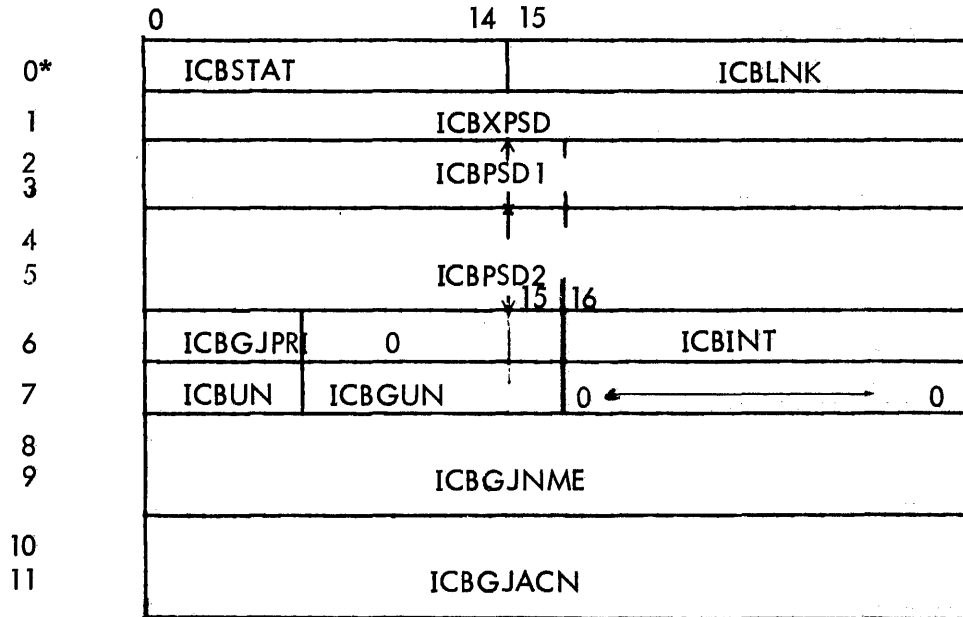 0 14 15
0* ICBSTAT ICBLNK
1 ICBXPSD
2
3 ICBPSD1
4
5 ICBPSD2
15 16
6 ICBGJPRI 0 ICBINT
7 ICBUN ICBGUN 0 0
8
9 ICBGJNME
10
11 ICBGJACN